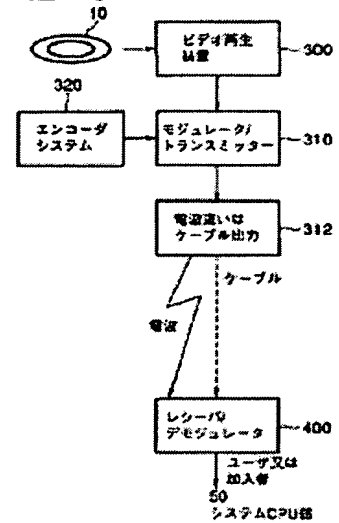 10
ビデオ再生
装置
300
320
エンコーダ
システム
モジュレータ/
トランスミッター
310
電波或いは
ケーブル出力
312
ケーブル
電波
レシーバ/
デモジュレータ
400
ユーザ又は
加入者
50
システムCPU部